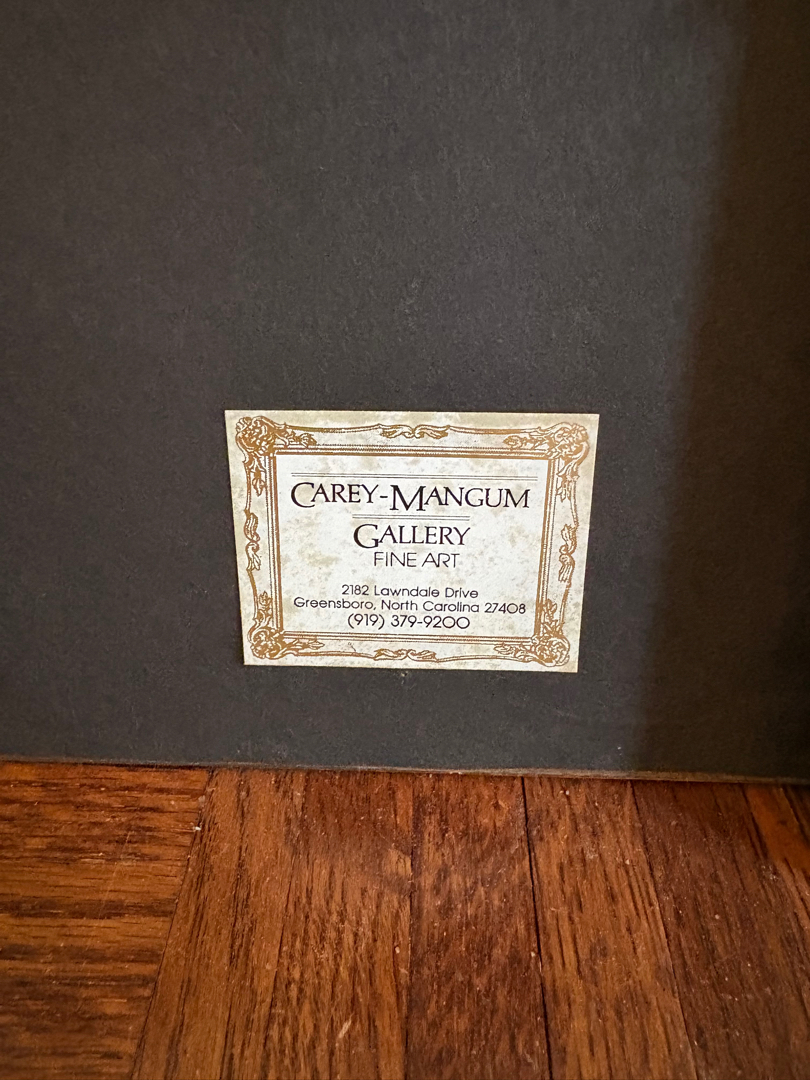 CAREY-MANGUM
GALLERY
FINE ART
2182 Lawndale Drive
Greensboro, North Carolina 27408
(919) 379-9200